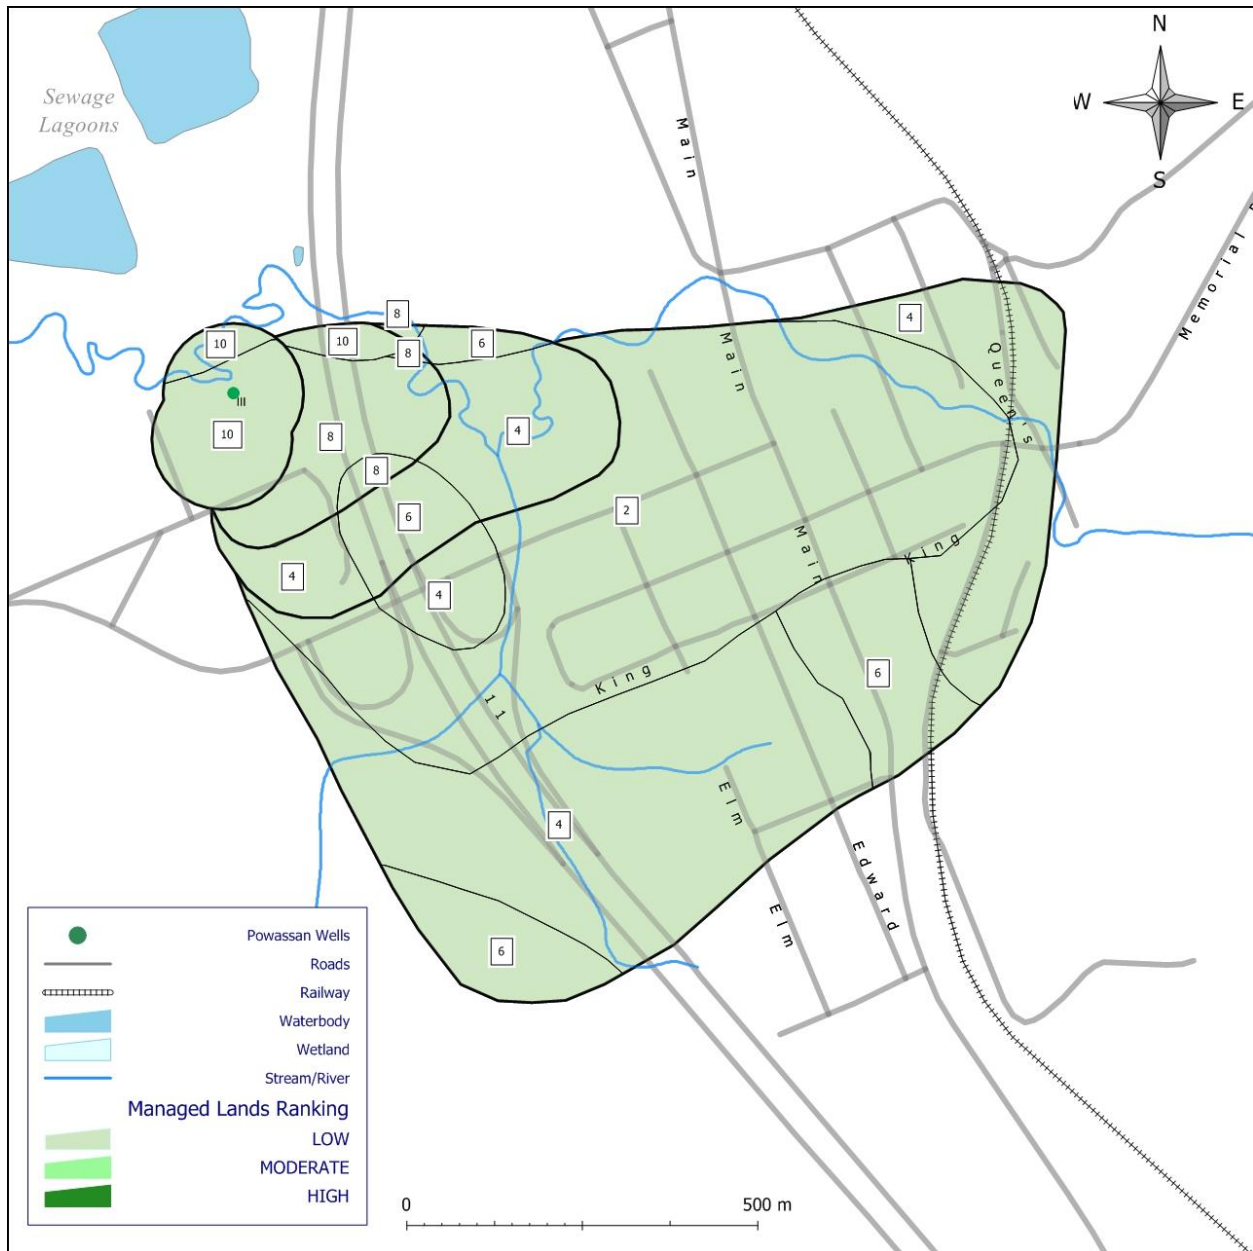 N
W E
S
Sewage
Lagoons
Main
Memorial
8
4
10
10
6
8
Main
Queen's
10
8
4
8
6
2
Main
King
4
4
King
6
11
Elm
4
Edward
Elm
6
III
Powassan Wells
Roads
Railway
Waterbody
Wetland
Stream/River
Managed Lands Ranking
LOW
MODERATE
HIGH
0 500 m